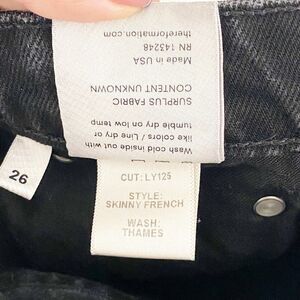 Wash cold inside out with
like colors / Line dry or
tumble dry on low temp
SURPLUS FABRIC
CONTENT UNKNOWN
Made in USA
RN 143248
thereformation.com
26
CUT: LY125
STYLE:
SKINNY FRENCH
WASH:
THAMES